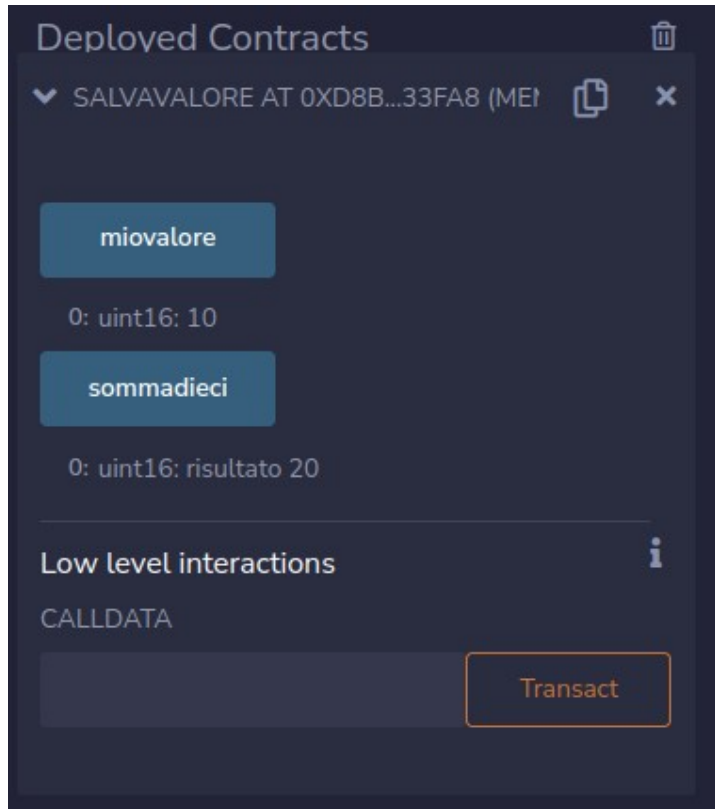 Deployed Contracts
SALVAVALORE AT 0XD8B...33FA8 (MEM
miovalore
0: uint16: 10
sommadieci
0: uint16: risultato 20
Low level interactions
CALLDATA
Transact